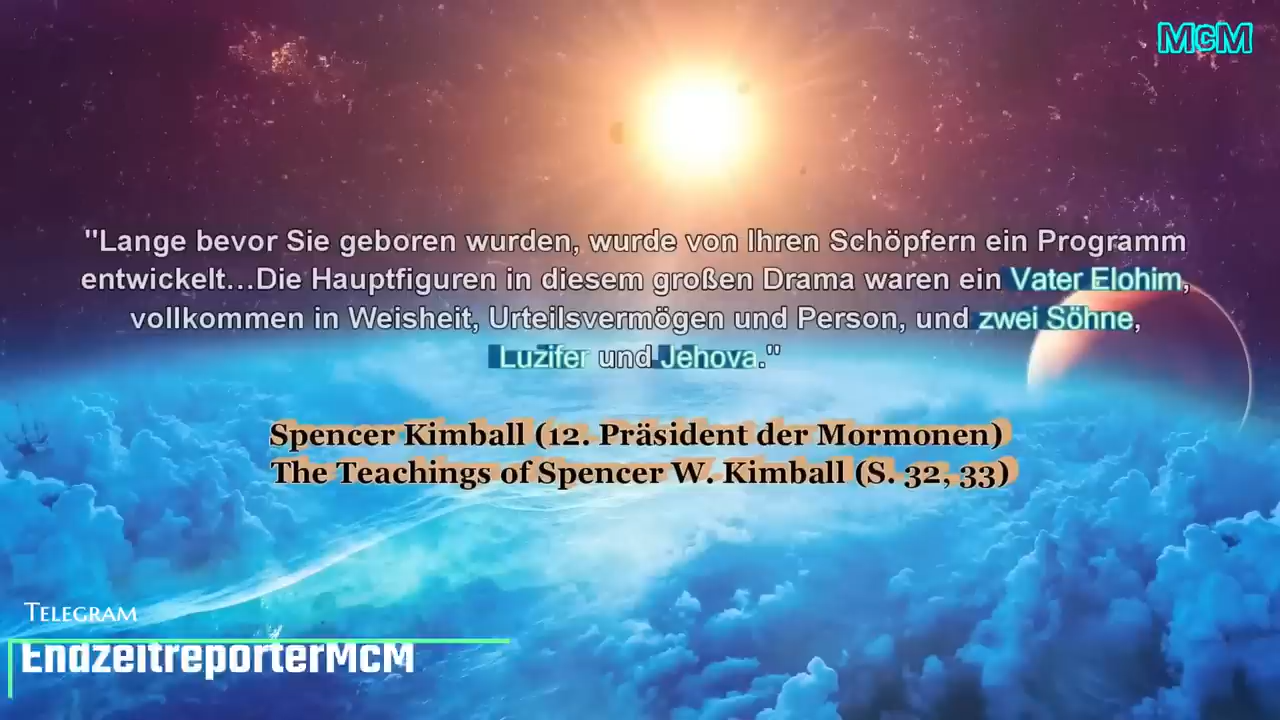 McM
"Lange bevor Sie geboren wurden, wurde von Ihren Schöpfern ein Programm
entwickelt...Die Hauptfiguren in diesem großen Drama waren ein Vater Elohim,
vollkommen in Weisheit, Urteilsvermögen und Person, und zwei Söhne,
Luzifer und Jehova."
Spencer Kimball (12. Präsident der Mormonen)
The Teachings of Spencer W. Kimball (S. 32, 33)
Telegram
EndzeitreporterMCM